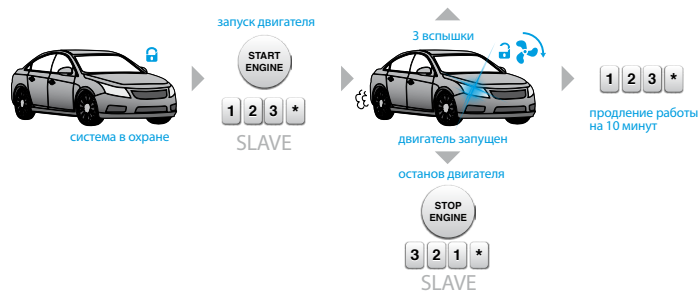 запуск двигателя
START
ENGINE
1 2 3 *
SLAVE
система в охране
3 вспышки
двигатель запущен
1 2 3 *
продление работы
на 10 минут
останов двигателя
STOP
ENGINE
3 2 1 *
SLAVE